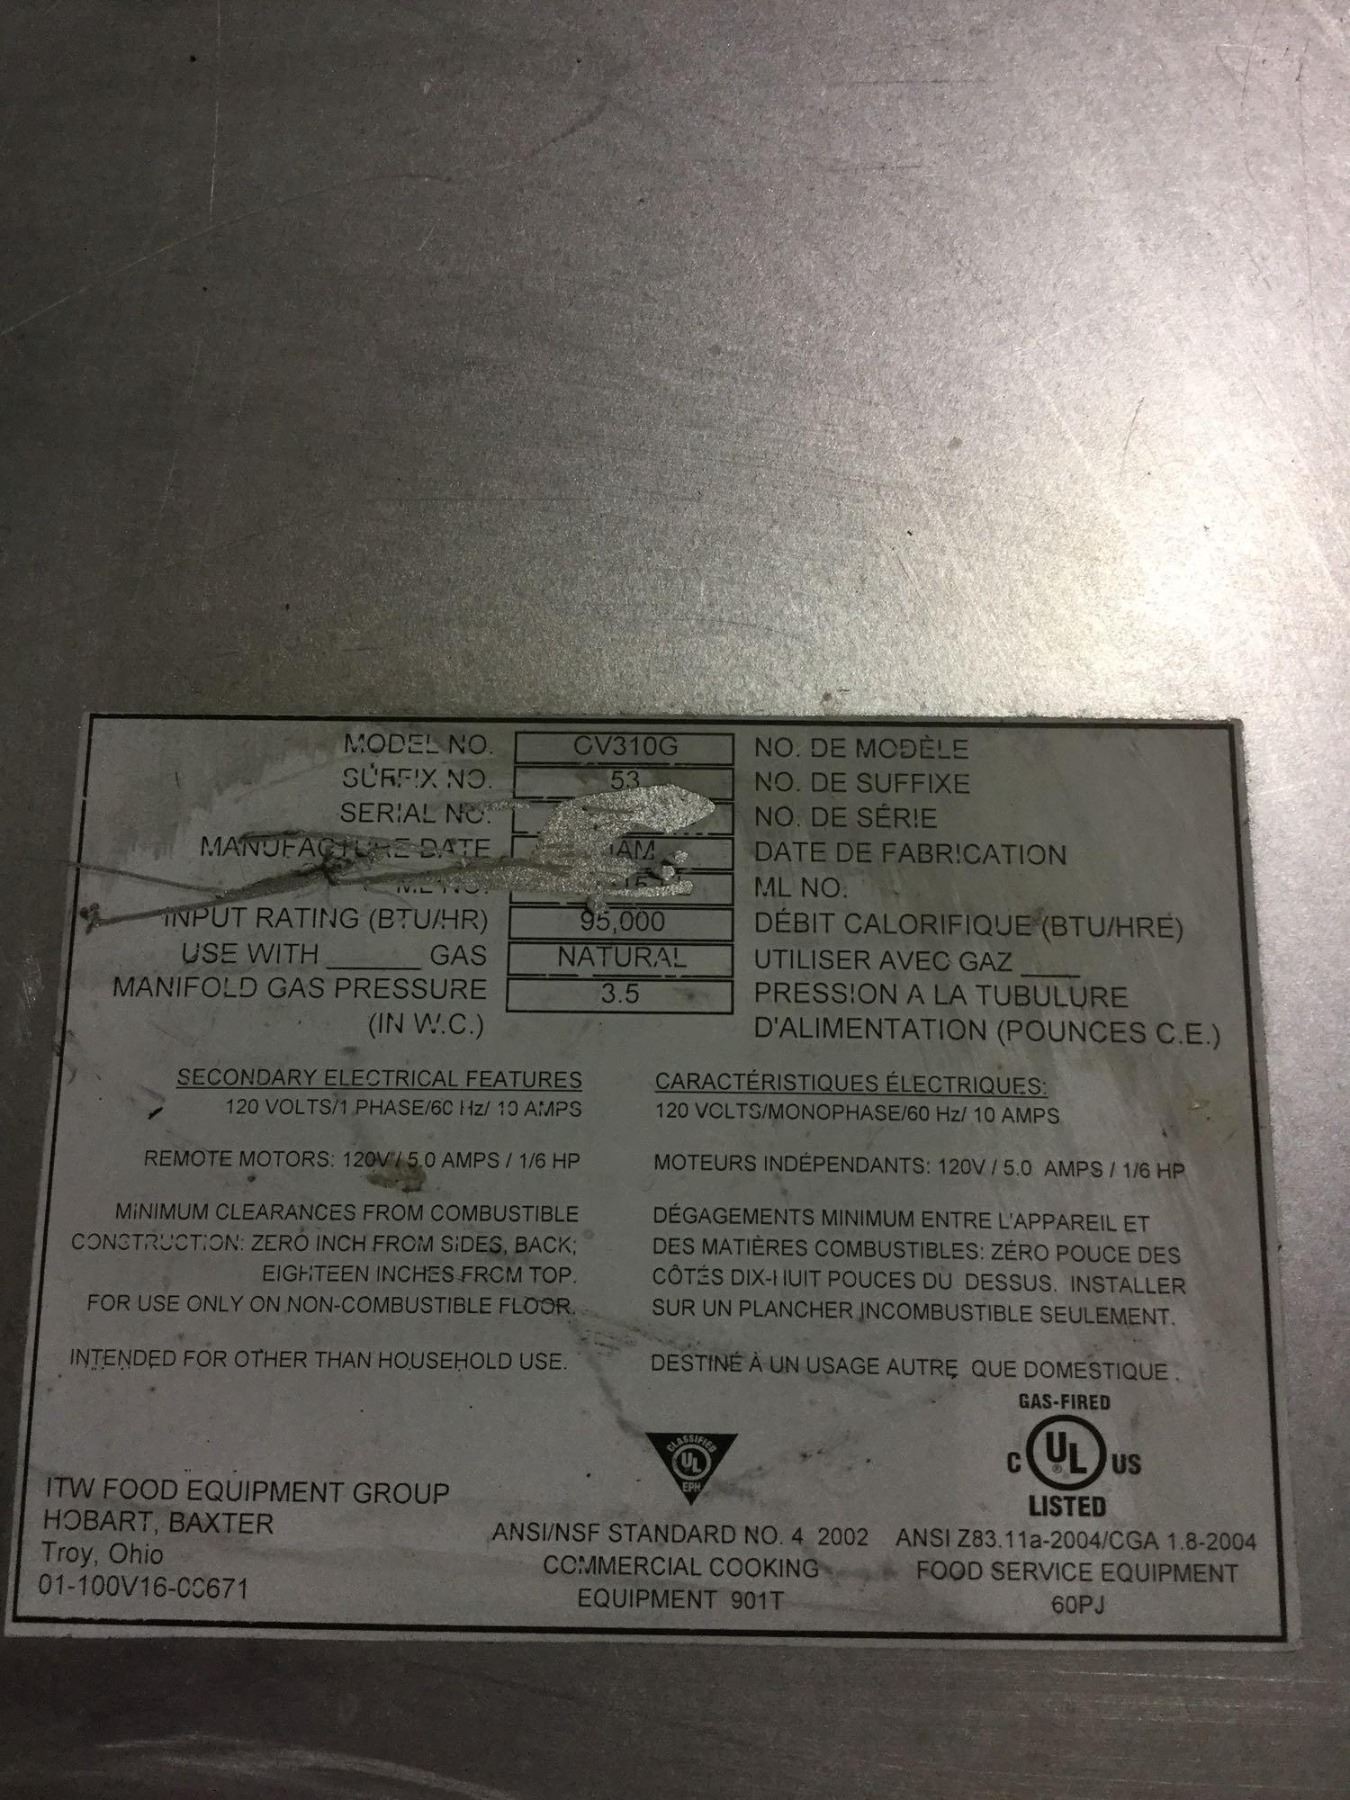 MODEL NO. CV310G NO. DE MODÈLE
SUFFIX NO. 53 NO. DE SUFFIXE
SERIAL NO. NO. DE SÉRIE
MANUFACTURE DATE DATE DE FABRICATION
ML NO. ML NO.
INPUT RATING (BTU/HR) 95,000 DÉBIT CALORIFIQUE (BTU/HRE)
USE WITH ______ GAS NATURAL UTILISER AVEC GAZ ____
MANIFOLD GAS PRESSURE 3.5 PRESSION A LA TUBULURE
(IN W.C.) D'ALIMENTATION (POUNCES C.E.)
SECONDARY ELECTRICAL FEATURES
120 VOLTS/1 PHASE/60 Hz/ 10 AMPS
REMOTE MOTORS: 120V / 5.0 AMPS / 1/6 HP
MINIMUM CLEARANCES FROM COMBUSTIBLE
CONSTRUCTION: ZERO INCH FROM SIDES, BACK;
EIGHTEEN INCHES FROM TOP.
FOR USE ONLY ON NON-COMBUSTIBLE FLOOR.
INTENDED FOR OTHER THAN HOUSEHOLD USE.
CARACTÉRISTIQUES ÉLECTRIQUES:
120 VOLTS/MONOPHASE/60 Hz/ 10 AMPS
MOTEURS INDÉPENDANTS: 120V / 5.0 AMPS / 1/6 HP
DÉGAGEMENTS MINIMUM ENTRE L'APPAREIL ET
DES MATIÈRES COMBUSTIBLES: ZÉRO POUCE DES
CÔTÉS DIX-HUIT POUCES DU DESSUS. INSTALLER
SUR UN PLANCHER INCOMBUSTIBLE SEULEMENT.
DESTINÉ À UN USAGE AUTRE QUE DOMESTIQUE.
ITW FOOD EQUIPMENT GROUP
HOBART, BAXTER
Troy, Ohio
01-100V16-00671
CLASSIFIED
UL
EPH
ANSI/NSF STANDARD NO. 4 2002
COMMERCIAL COOKING
EQUIPMENT 901T
GAS-FIRED
C UL ® US
LISTED
ANSI Z83.11a-2004/CGA 1.8-2004
FOOD SERVICE EQUIPMENT
60PJ